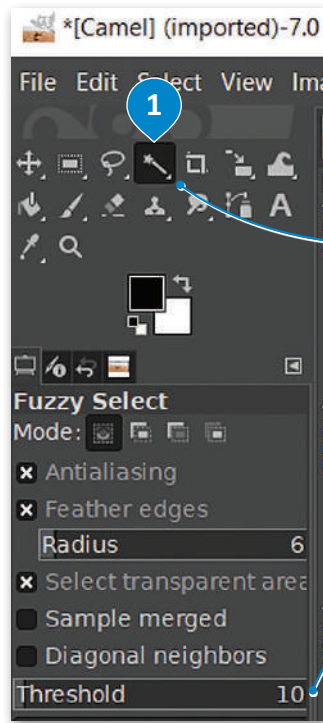 *[Camel] (imported)-7.0
File Edit Select View Ima
1
A
Fuzzy Select
Mode:
Antialiasing
Feather edges
Radius 6
Select transparent area
Sample merged
Diagonal neighbors
Threshold 10